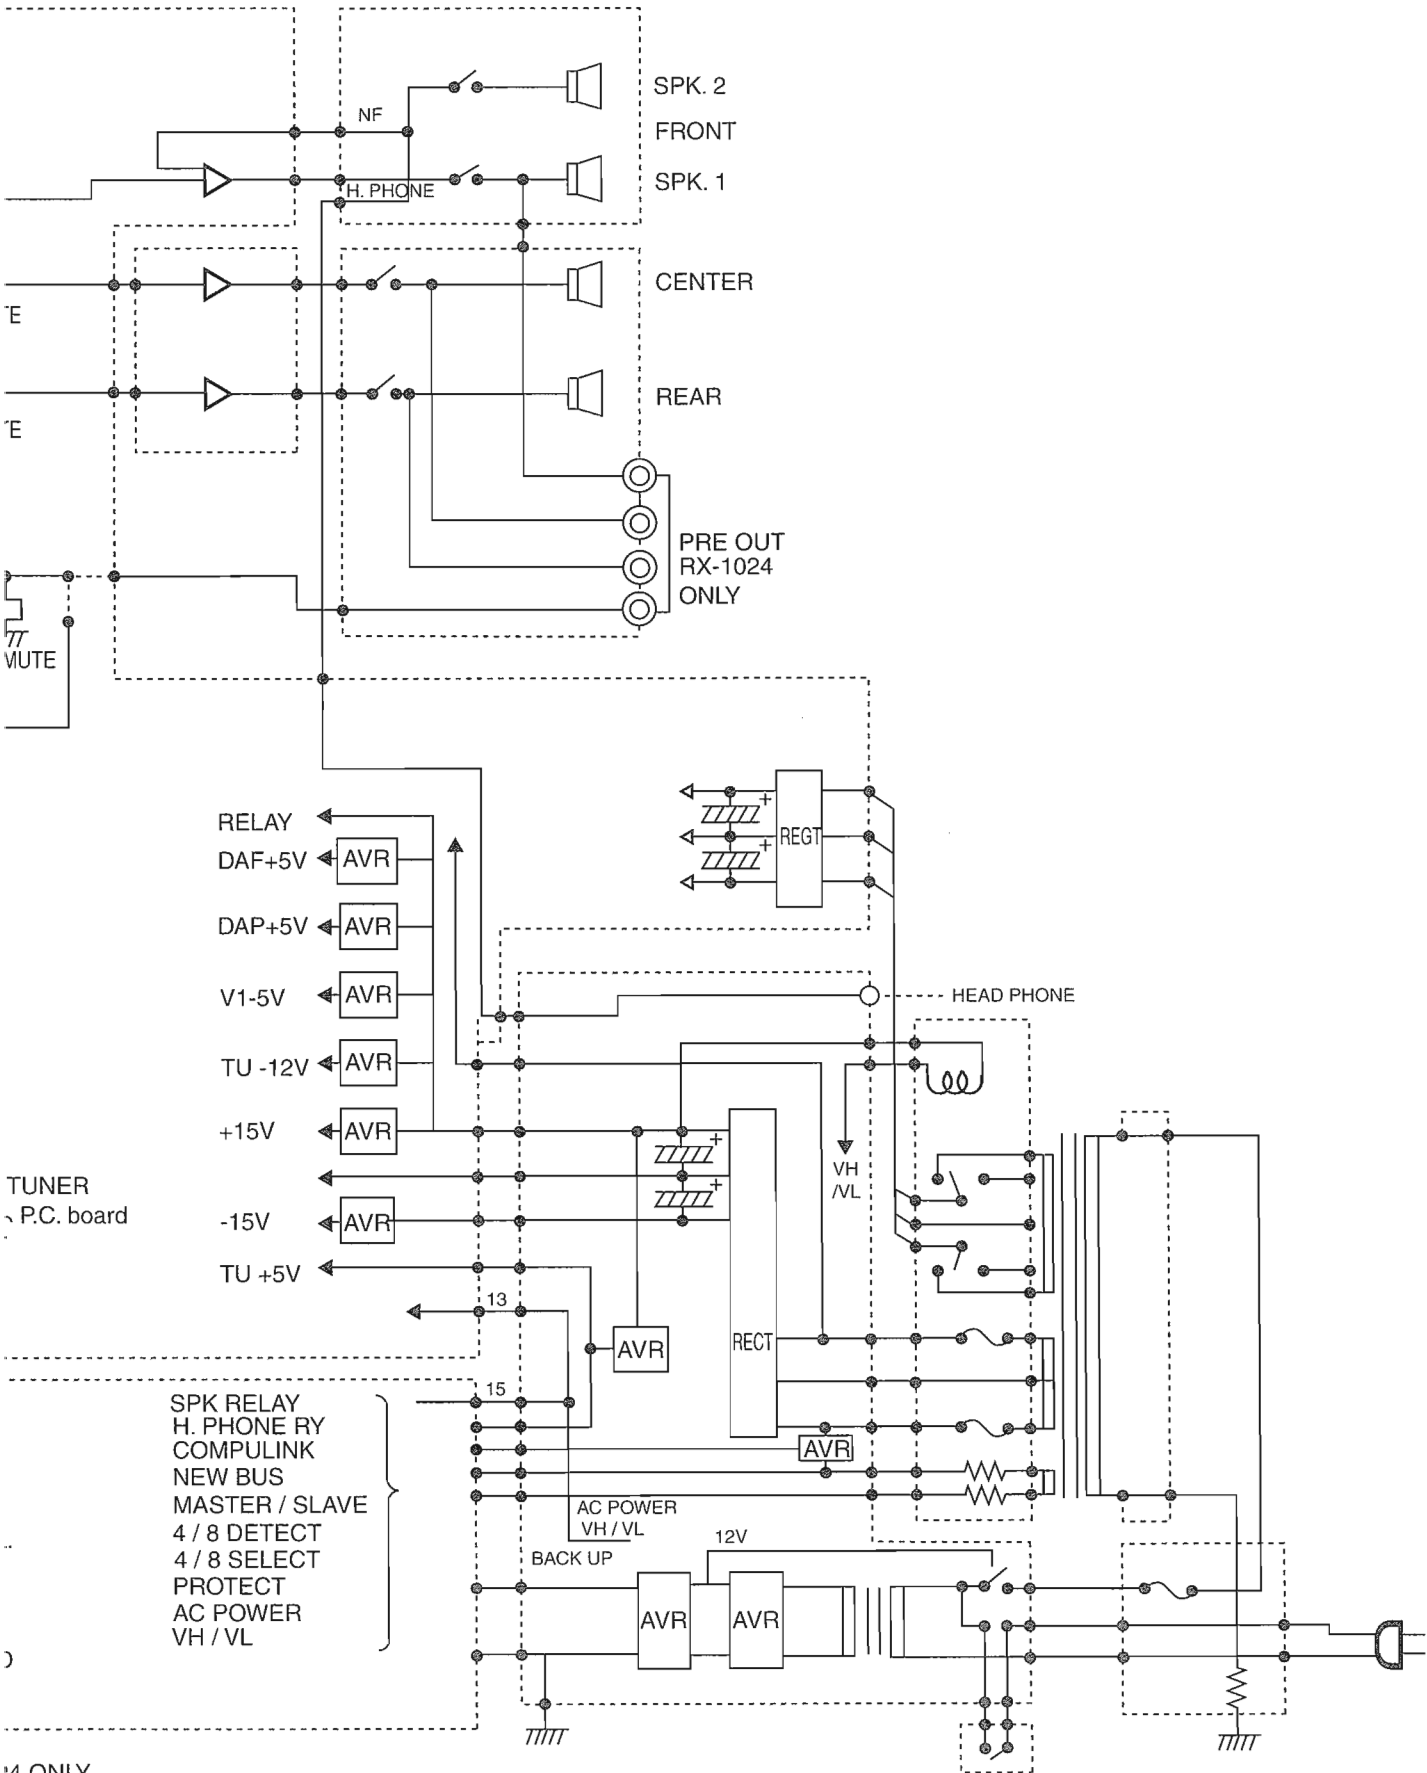 SPK. 2
NF
FRONT
H. PHONE
SPK. 1
CENTER
REAR
PRE OUT
RX-1024
ONLY
MUTE
RELAY
DAF+5V
AVR
+
+
REGT
DAP+5V
AVR
V1-5V
AVR
HEAD PHONE
TU -12V
AVR
+15V
AVR
+
VH
/VL
TUNER
P.C. board
-15V
AVR
+
TU +5V
13
AVR
RECT
15
SPK RELAY
H. PHONE RY
COMPULINK
AVR
NEW BUS
MASTER / SLAVE
AC POWER
VH / VL
4 / 8 DETECT
12V
4 / 8 SELECT
BACK UP
PROTECT
AC POWER
VH / VL
AVR
AVR
ONLY